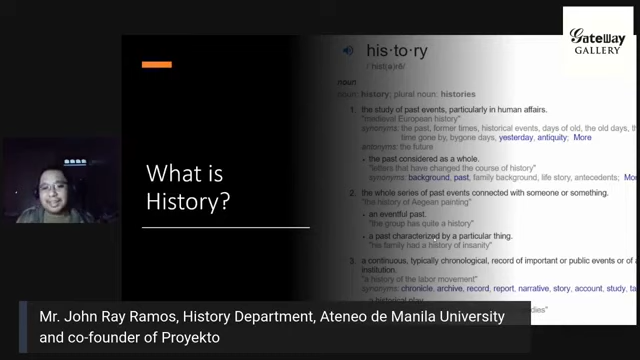 GateWay
GALLERY
his·to·ry
/ˈhist(ə)rē/
noun
noun: history; plural noun: histories
1. the study of past events, particularly in human affairs.
"medieval European history"
synonyms: the past, former times, historical events, days of old, the old days,
time gone by, bygone days, yesterday, antiquity; More
antonyms: the future
• the past considered as a whole.
"letters that have changed the course of history"
synonyms: background, past, family background, life story, antecedents;
2. the whole series of past events connected with someone or something.
"the history of Aegean painting"
• an eventful past.
"the group has quite a history"
• a past characterized by a particular thing.
"his family had a history of insanity"
3. a continuous, typically chronological, record of important or public events or of a
institution.
"a history of the labor movement"
synonyms: chronicle, archive, record, report, narrative, story, account, study,
• a historical play.
What is
History?
Mr. John Ray Ramos, History Department, Ateneo de Manila University
and co-founder of Proyekto